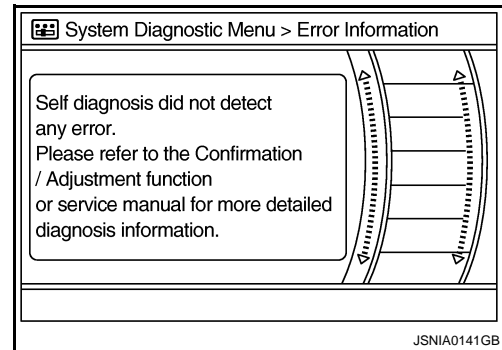 System Diagnostic Menu > Error Information
Self diagnosis did not detect
any error.
Please refer to the Confirmation
/ Adjustment function
or service manual for more detailed
diagnosis information.
JSNIA0141GB